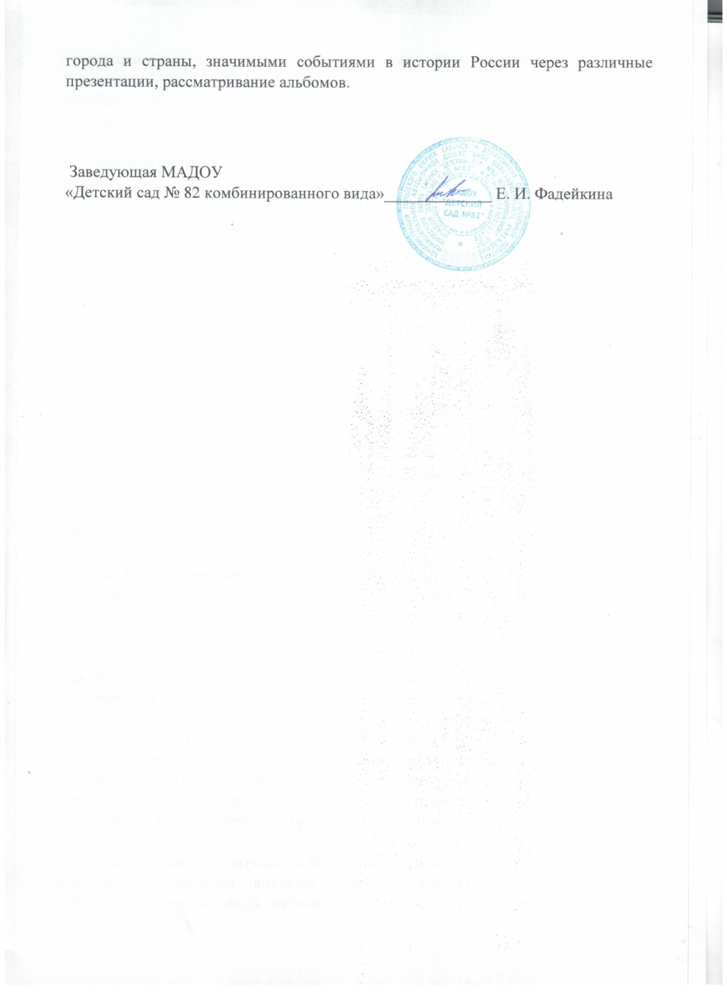 города и страны, значимыми событиями в истории России через различные
презентации, рассматривание альбомов.
Заведующая МАДОУ
«Детский сад № 82 комбинированного вида»____________ Е. И. Фадейкина
МАДОУ
"ДЕТСКИЙ
САД №82"